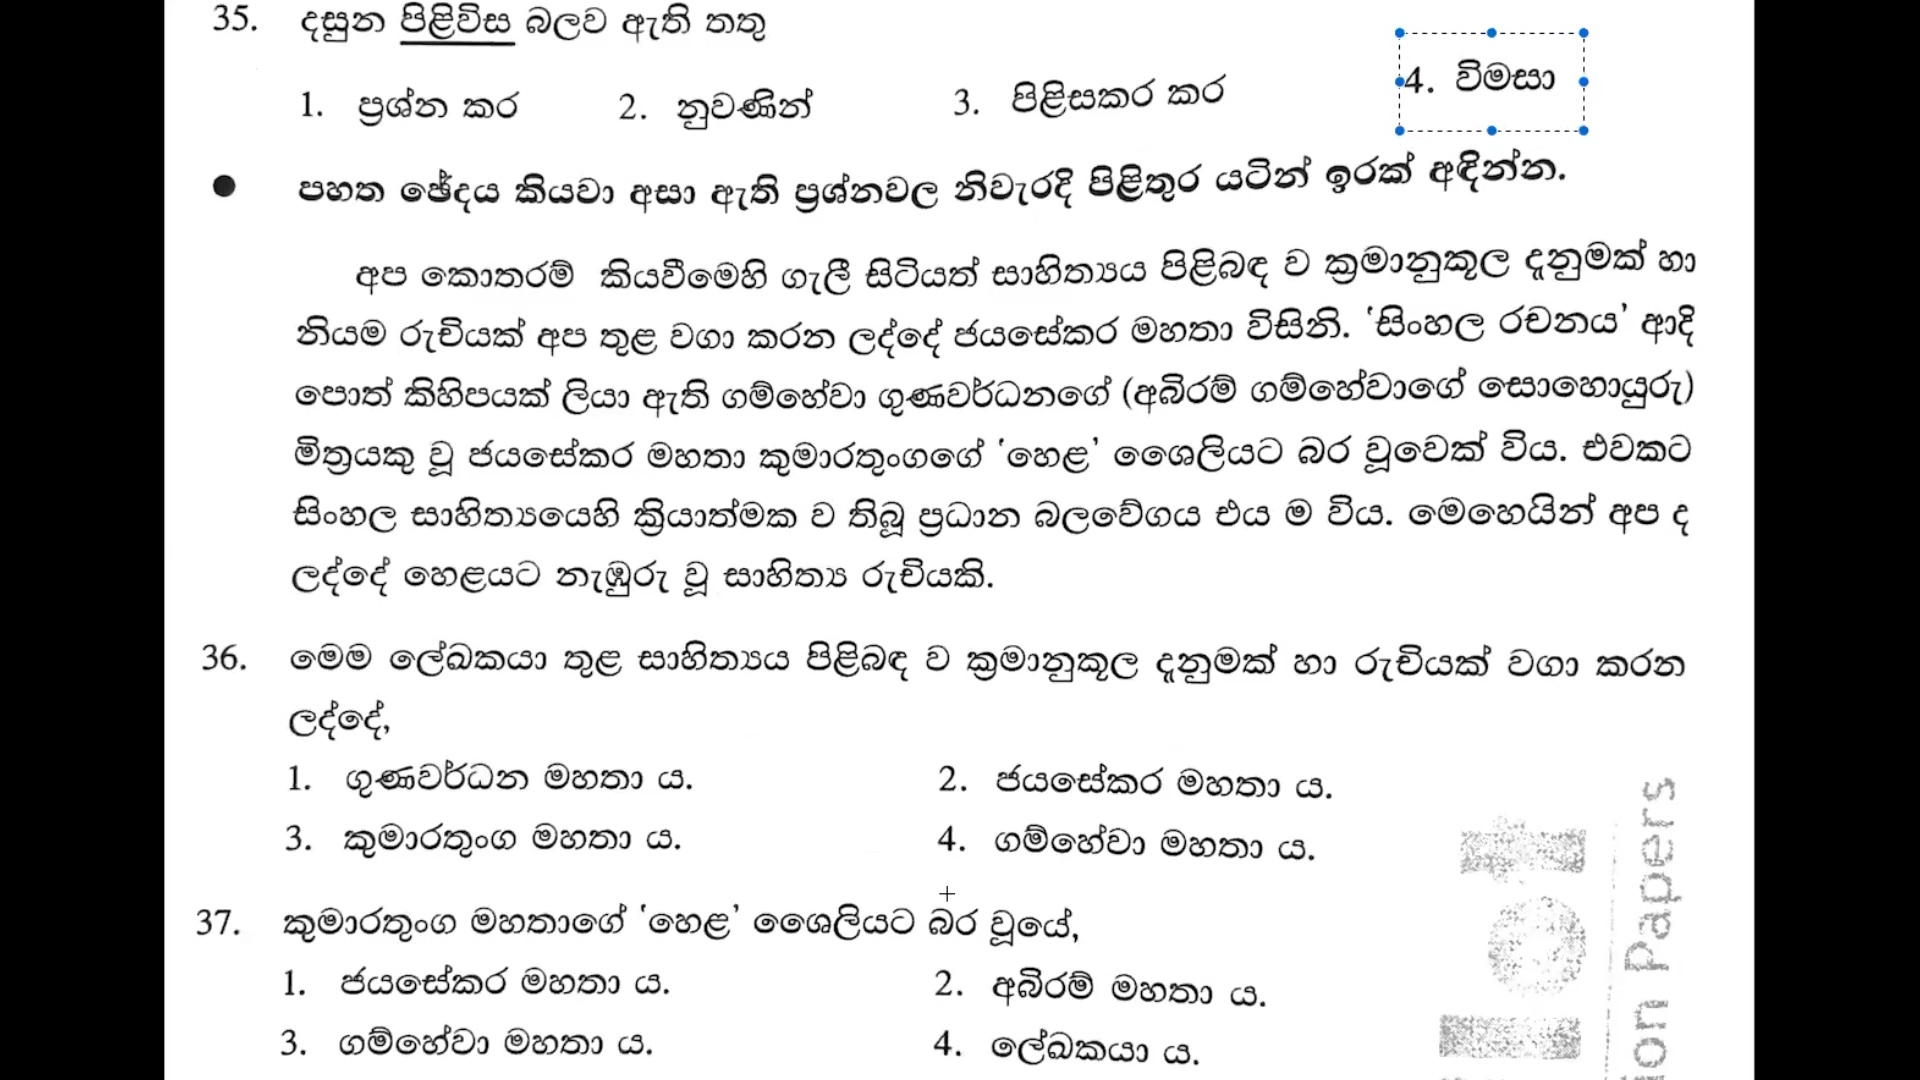 35. දසුන පිළිවිස බලව ඇති තතු
1. ප්‍රශ්න කර 2. නුවණින් 3. පිළිසකර කර 4. විමසා
● පහත ඡේදය කියවා අසා ඇති ප්‍රශ්නවල නිවැරදි පිළිතුර යටින් ඉරක් අඳින්න.
අප කොතරම් කියවීමෙහි ගැලී සිටියත් සාහිත්‍යය පිළිබඳ ව ක්‍රමානුකූල දැනුමක් හා
නියම රුචියක් අප තුළ වගා කරන ලද්දේ ජයසේකර මහතා විසිනි. ‘සිංහල රචනය’ ආදි
පොත් කිහිපයක් ලියා ඇති ගම්හේවා ගුණවර්ධනගේ (අබිරම් ගම්හේවාගේ සොහොයුරු)
මිත්‍රයකු වූ ජයසේකර මහතා කුමාරතුංගගේ ‘හෙළ’ ශෛලියට බර වූවෙක් විය. එවකට
සිංහල සාහිත්‍යයෙහි ක්‍රියාත්මක ව තිබූ ප්‍රධාන බලවේගය එය ම විය. මෙහෙයින් අප ද
ලද්දේ හෙළයට නැඹුරු වූ සාහිත්‍ය රුචියකි.
36. මෙම ලේඛකයා තුළ සාහිත්‍යය පිළිබඳ ව ක්‍රමානුකූල දැනුමක් හා රුචියක් වගා කරන
ලද්දේ,
1. ගුණවර්ධන මහතා ය. 2. ජයසේකර මහතා ය.
3. කුමාරතුංග මහතා ය. 4. ගම්හේවා මහතා ය.
37. කුමාරතුංග මහතාගේ ‘හෙළ’ ශෛලියට බර වූයේ,
1. ජයසේකර මහතා ය. 2. අබිරම් මහතා ය.
3. ගම්හේවා මහතා ය. 4. ලේඛකයා ය.
Papers